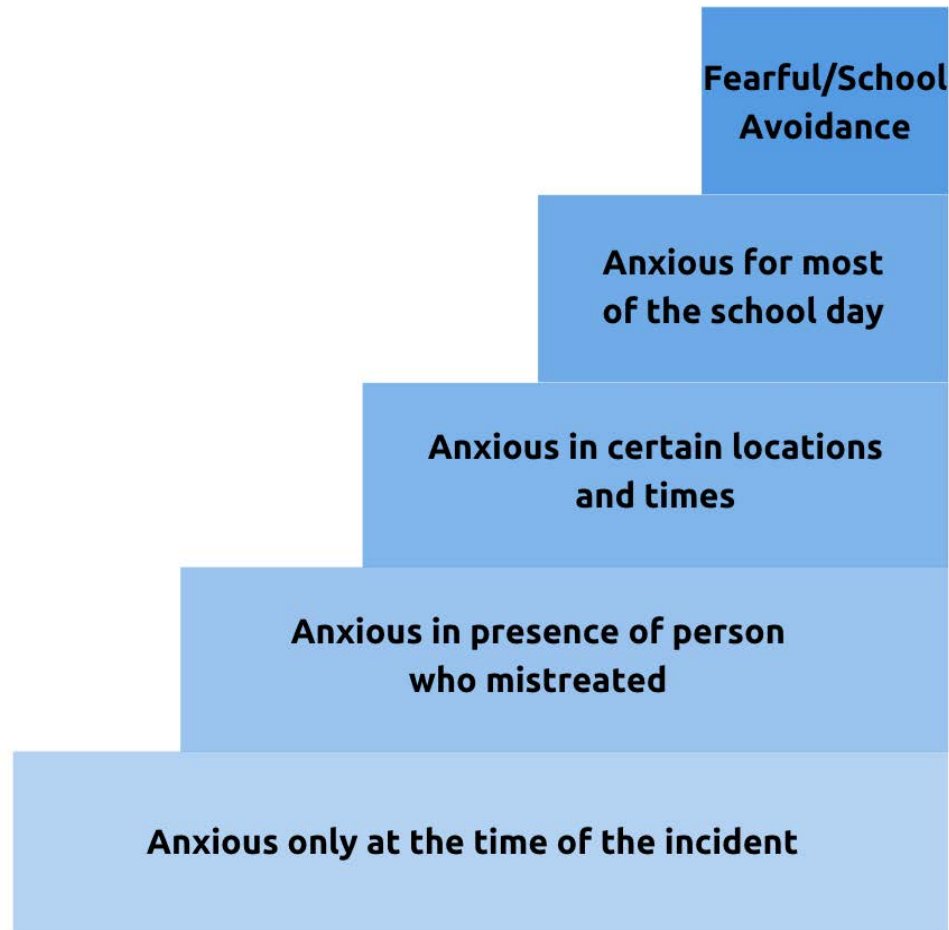 Fearful/School
Avoidance
Anxious for most
of the school day
Anxious in certain locations
and times
Anxious in presence of person
who mistreated
Anxious only at the time of the incident